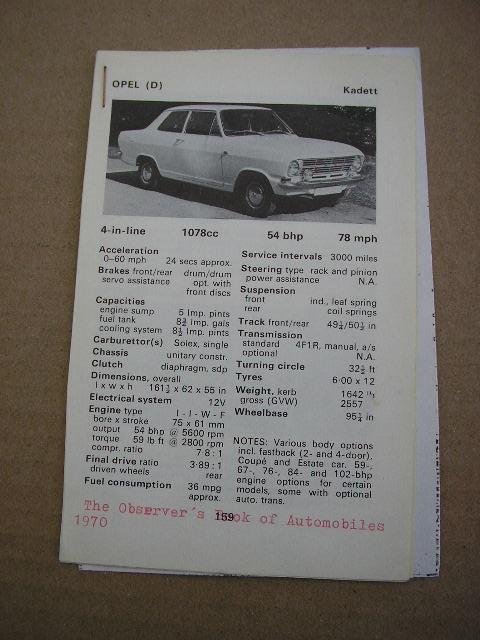 OPEL (D) Kadett
4-in-line 1078cc 54 bhp 78 mph
Acceleration
0–60 mph 24 secs approx.
Brakes front/rear drum/drum
servo assistance opt. with
front discs
Capacities
engine sump 5 Imp. pints
fuel tank 8¾ Imp. gals
cooling system 8½ Imp. pints
Carburettor(s) Solex, single
Chassis unitary constr.
Clutch diaphragm, sdp
Dimensions, overall
l x w x h 161½ x 62 x 55 in
Electrical system 12V
Engine type I - I - W - F
bore x stroke 75 x 61 mm
output 54 bhp @ 5600 rpm
torque 59 lb ft @ 2800 rpm
compr. ratio 7·8 : 1
Final drive ratio 3·89 : 1
driven wheels rear
Fuel consumption 36 mpg
approx.
Service intervals 3000 miles
Steering type rack and pinion
power assistance N.A.
Suspension
front ind., leaf spring
rear coil springs
Track front/rear 49¼/50¼ in
Transmission
standard 4F1R, manual, a/s
optional N.A.
Turning circle 32½ ft
Tyres 6·00 x 12
Weight, kerb 1642 lbs
gross (GVW) 2557
Wheelbase 95¼ in
NOTES: Various body options
incl. fastback (2- and 4-door).
Coupé and Estate car. 59-,
67-, 76-, 84- and 102-bhp
engine options for certain
models, some with optional
auto. trans.
159
The Observer's Book of Automobiles
1970